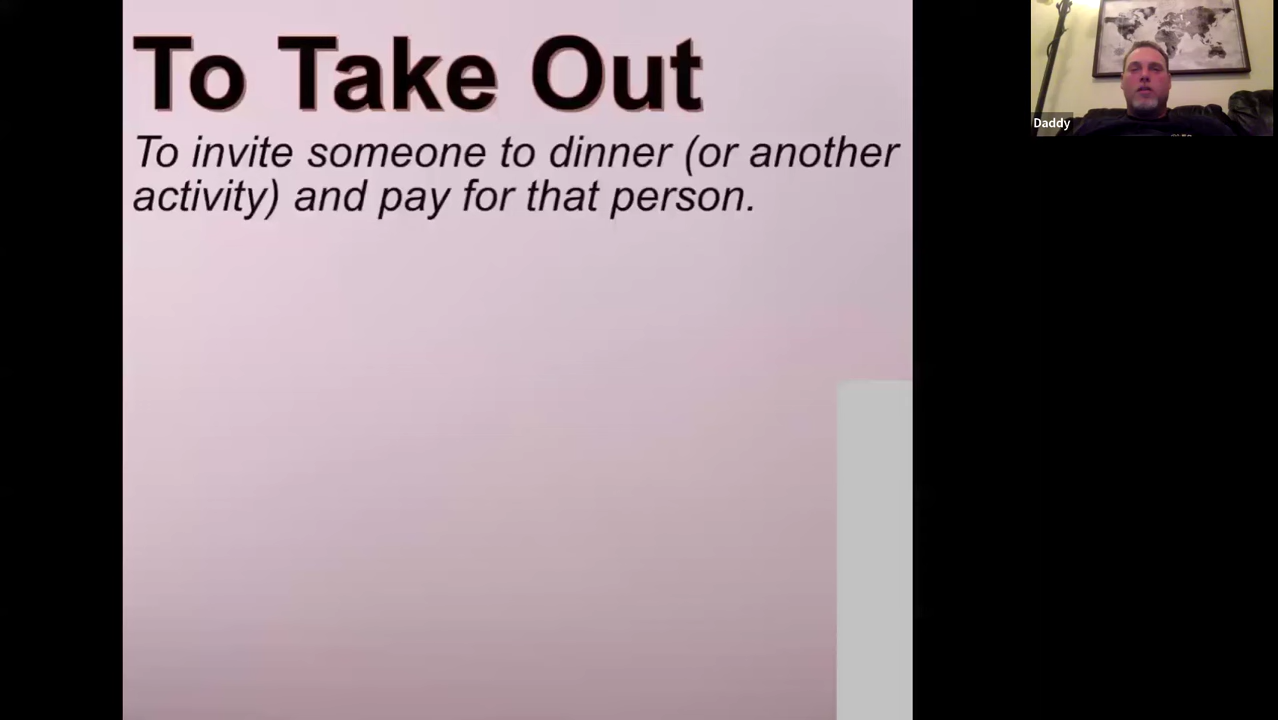 To Take Out
To invite someone to dinner (or another
activity) and pay for that person.
Daddy